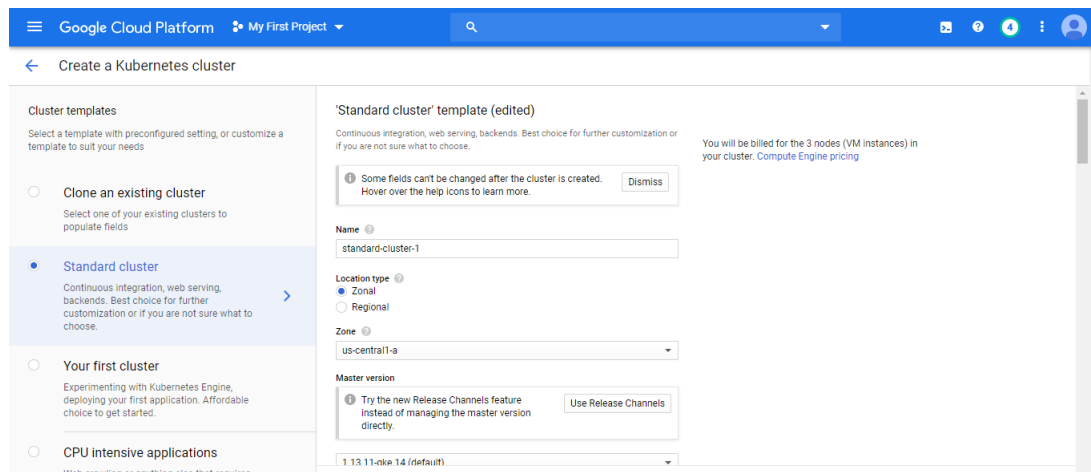 Google Cloud Platform
My First Project
4
Create a Kubernetes cluster
Cluster templates
Select a template with preconfigured setting, or customize a
template to suit your needs
Clone an existing cluster
Select one of your existing clusters to
populate fields
Standard cluster
Continuous integration, web serving,
backends. Best choice for further
customization or if you are not sure what to
choose.
Your first cluster
Experimenting with Kubernetes Engine,
deploying your first application. Affordable
choice to get started.
CPU intensive applications
Web crawling or anything else that requires
'Standard cluster' template (edited)
Continuous integration, web serving, backends. Best choice for further customization or
if you are not sure what to choose.
Some fields can't be changed after the cluster is created.
Hover over the help icons to learn more.
Dismiss
Name
standard-cluster-1
Location type
Zonal
Regional
Zone
us-central1-a
Master version
Try the new Release Channels feature
instead of managing the master version
directly.
Use Release Channels
1.13.11-gke.14 (default)
You will be billed for the 3 nodes (VM instances) in
your cluster. Compute Engine pricing